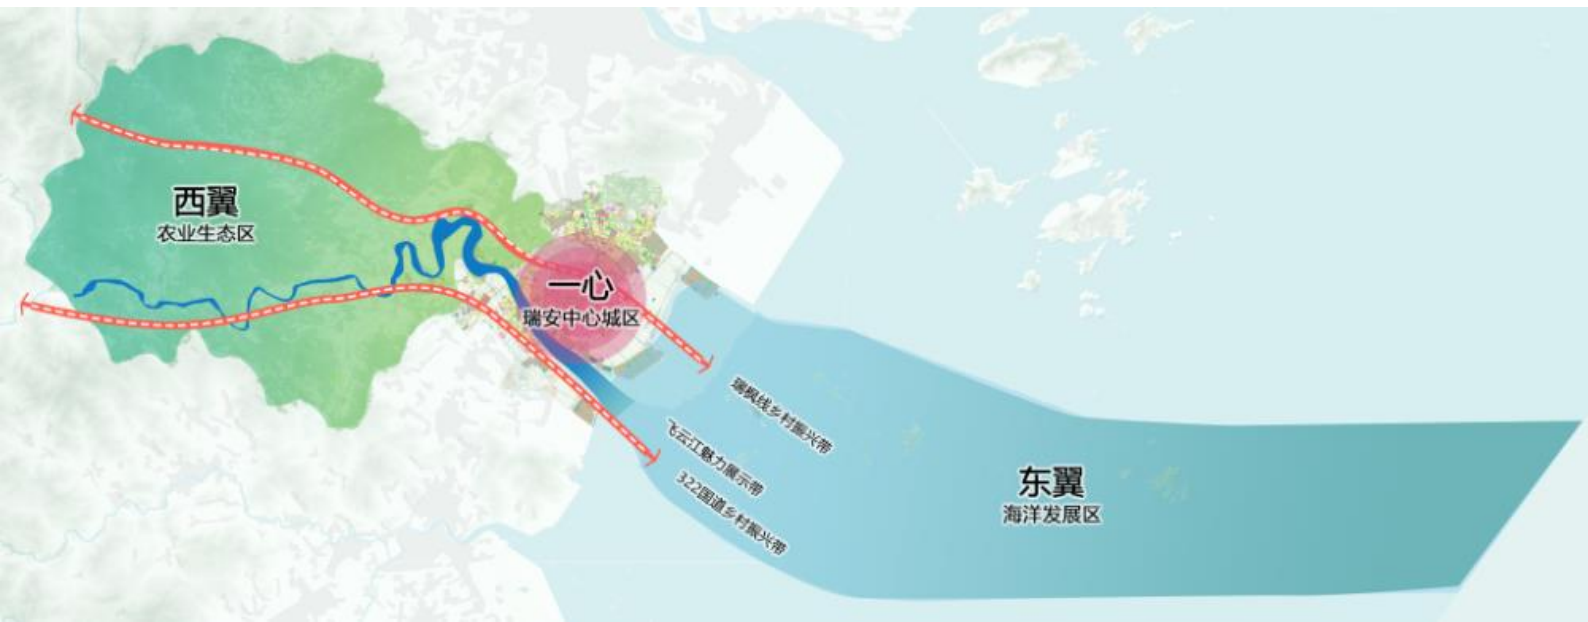 西翼
农业生态区
一心
瑞安中心城区
瑞枫线乡村振兴带
飞云江魅力展示带
322国道乡村振兴带
东翼
海洋发展区